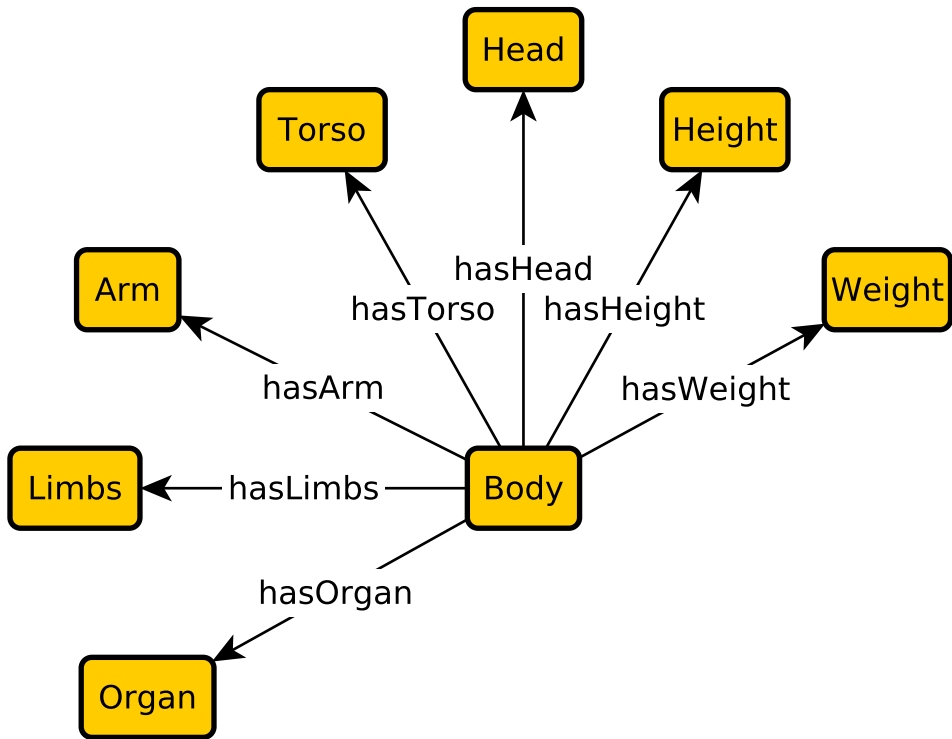 Head
Torso
Height
hasHead
Arm
Weight
hasTorso
hasHeight
hasArm
hasWeight
Limbs
hasLimbs
Body
hasOrgan
Organ